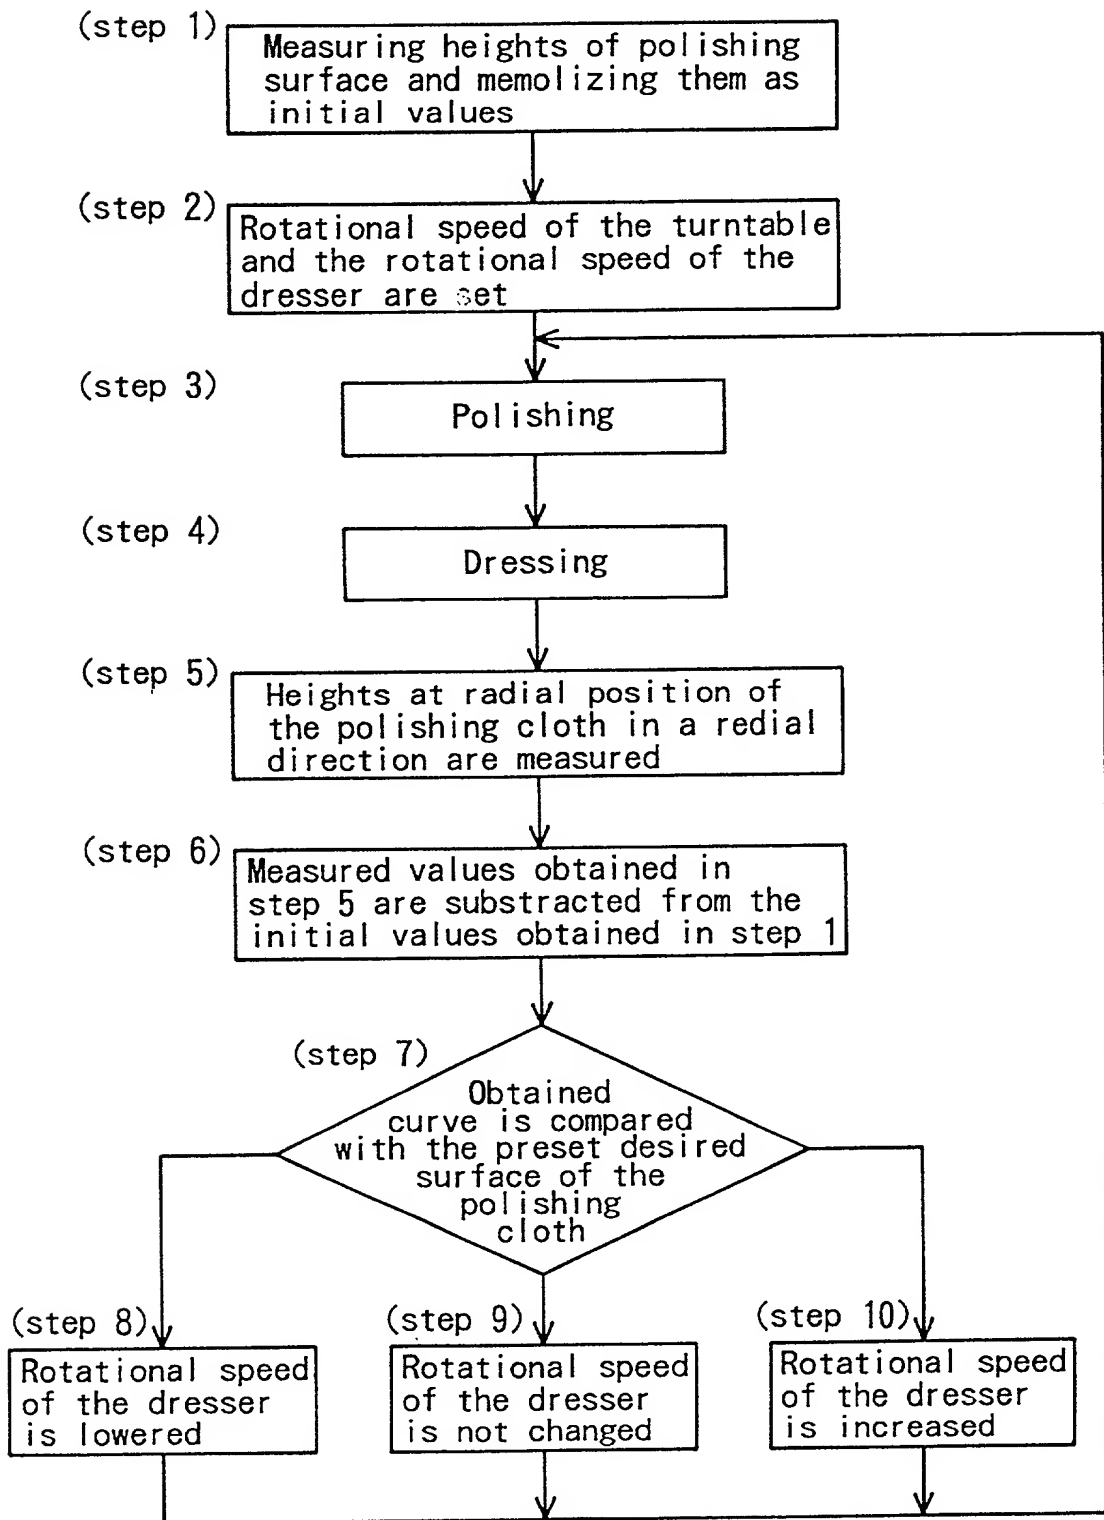 (step 1)
Measuring heights of polishing
surface and memolizing them as
initial values
(step 2)
Rotational speed of the turntable
and the rotational speed of the
dresser are set
(step 3)
Polishing
(step 4)
Dressing
(step 5)
Heights at radial position of
the polishing cloth in a redial
direction are measured
(step 6)
Measured values obtained in
step 5 are substracted from the
initial values obtained in step 1
(step 7)
Obtained
curve is compared
with the preset desired
surface of the
polishing
cloth
(step 8)
Rotational speed
of the dresser
is lowered
(step 9)
Rotational speed
of the dresser
is not changed
(step 10)
Rotational speed
of the dresser
is increased